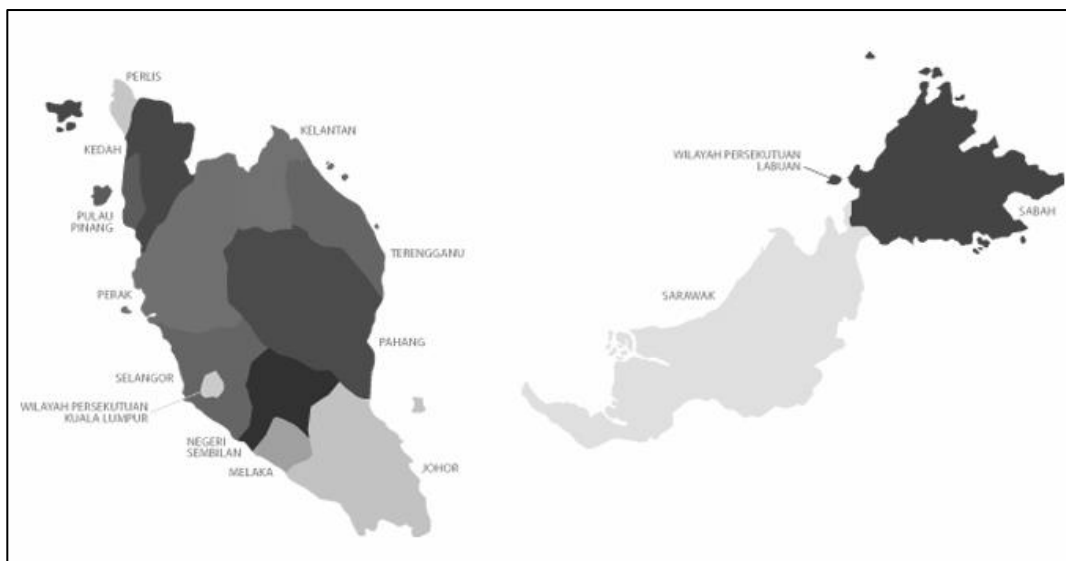 PERLIS
KELANTAN
KEDAH
WILAYAH PERSEKUTUAN
LABUAN
SABAH
PULAU
PINANG
TERENGGANU
PERAK
SARAWAK
PAHANG
SELANGOR
WILAYAH PERSEKUTUAN
KUALA LUMPUR
NEGERI
SEMBILAN
MELAKA
JOHOR